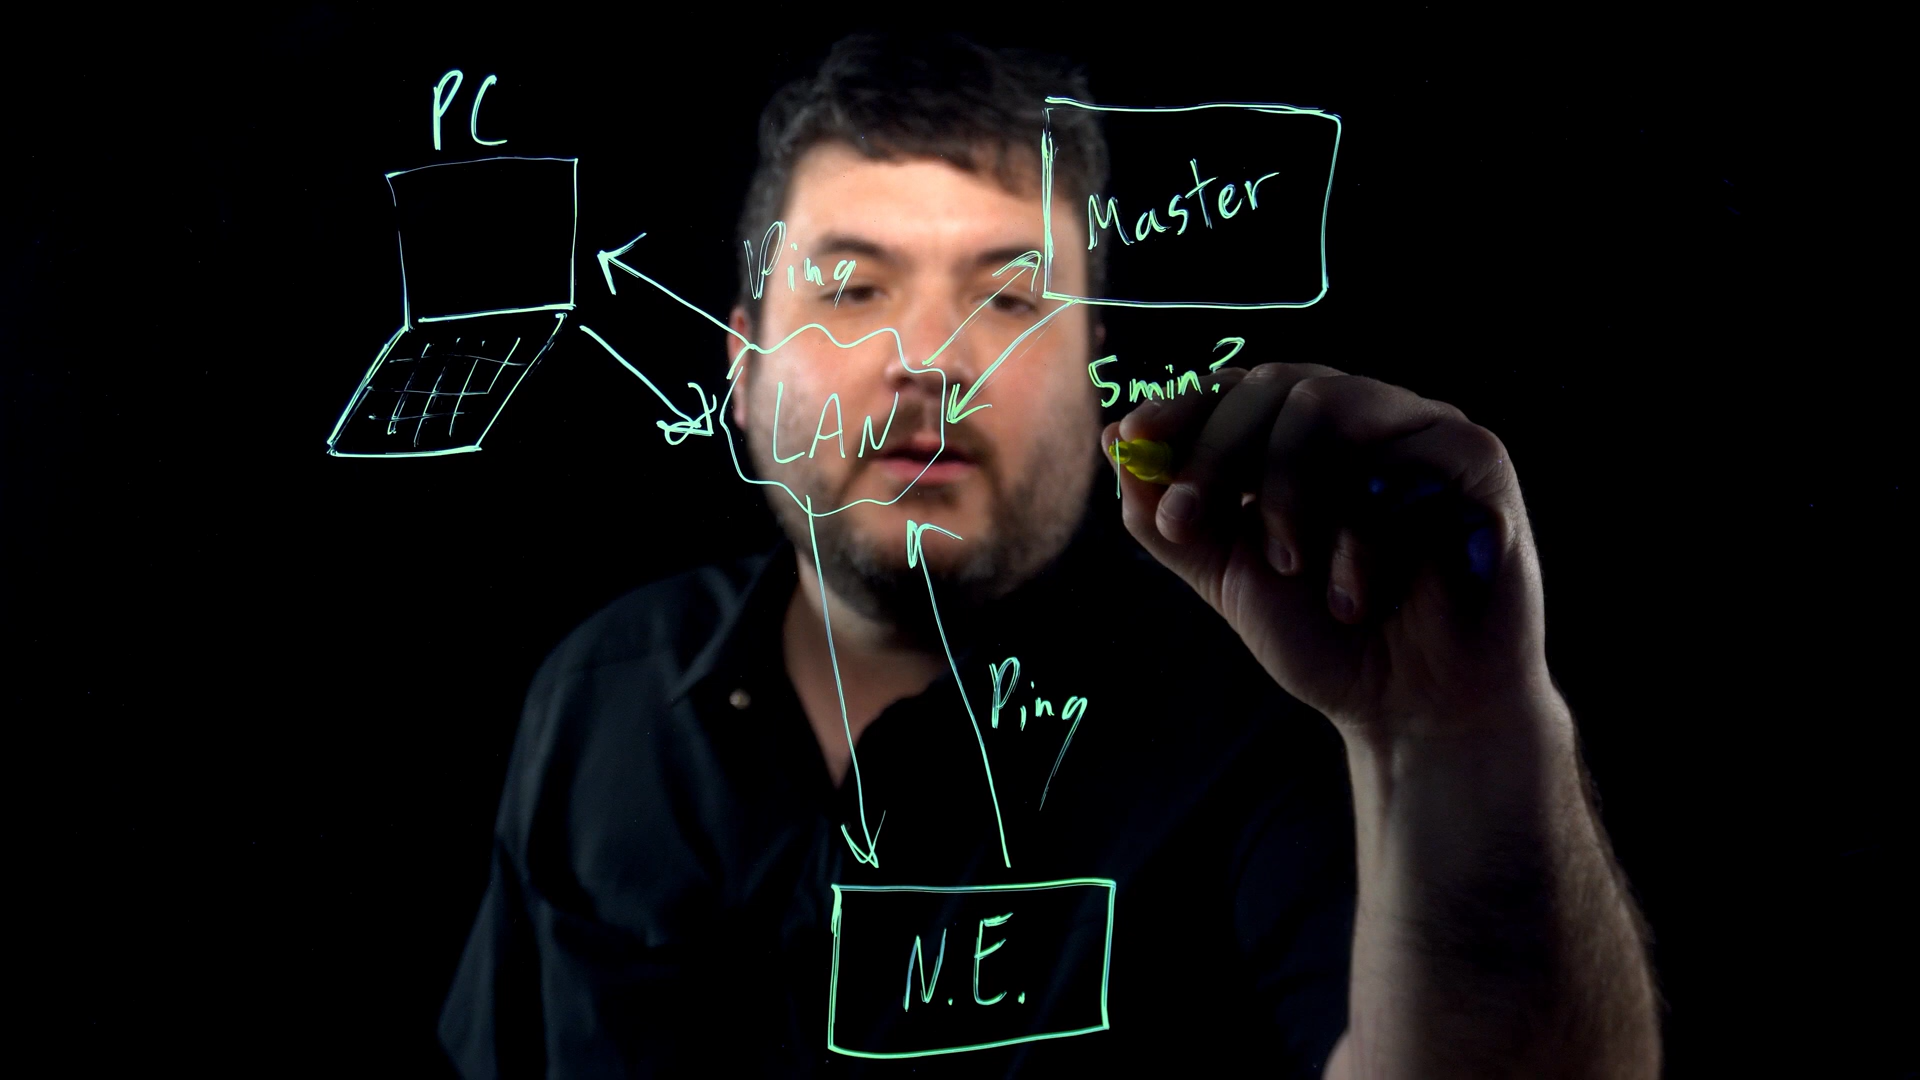 PC
Master
Ping
5min?
LAN
Ping
N.E.